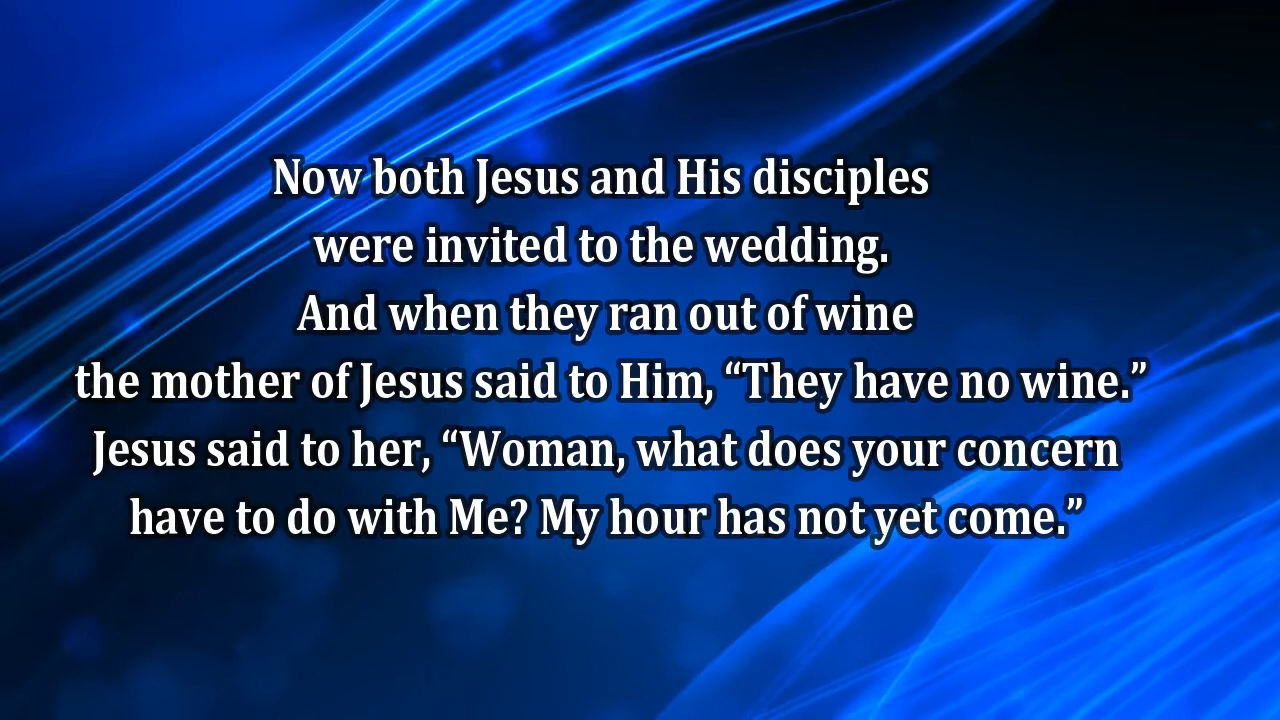 Now both Jesus and His disciples
were invited to the wedding.
And when they ran out of wine
the mother of Jesus said to Him, “They have no wine.”
Jesus said to her, “Woman, what does your concern
have to do with Me? My hour has not yet come.”